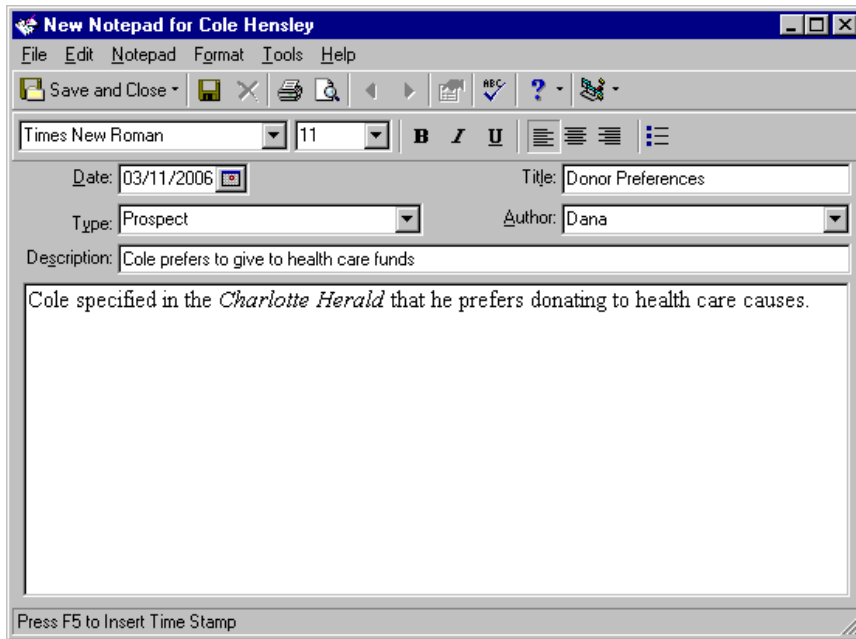 New Notepad for Cole Hensley
File Edit Notepad Format Tools Help
Save and Close ABC ?
Times New Roman 11 B I U
Date: 03/11/2006 Title: Donor Preferences
Type: Prospect Author: Dana
Description: Cole prefers to give to health care funds
Cole specified in the Charlotte Herald that he prefers donating to health care causes.
Press F5 to Insert Time Stamp